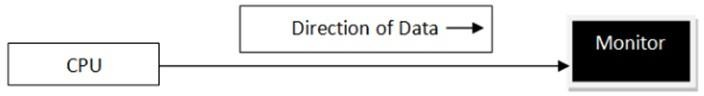 Direction of Data
Monitor
CPU